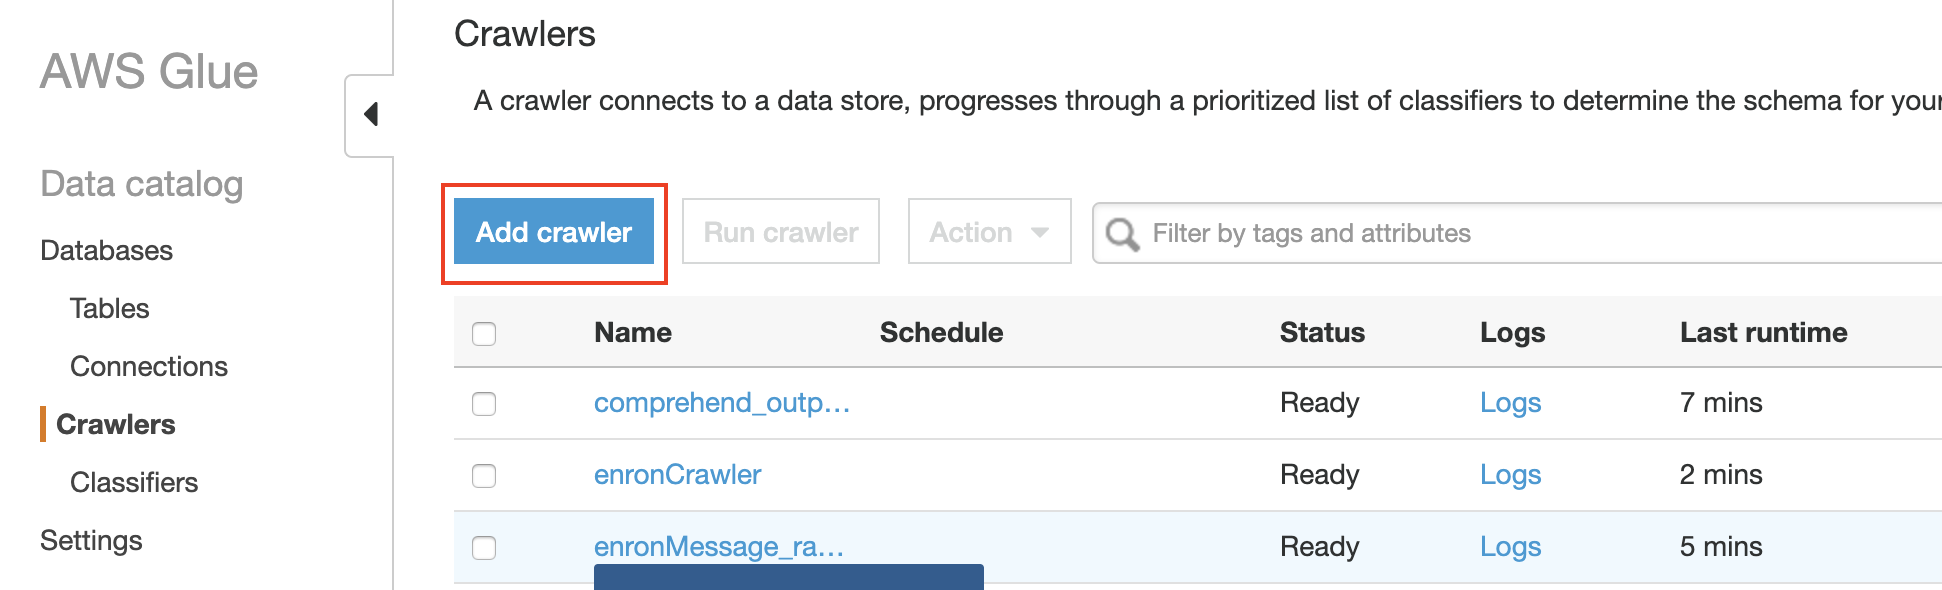 AWS Glue
Data catalog
Databases
Tables
Connections
Crawlers
Classifiers
Settings
Crawlers
A crawler connects to a data store, progresses through a prioritized list of classifiers to determine the schema for your
Add crawler
Run crawler
Action
Filter by tags and attributes
Name Schedule Status Logs Last runtime
comprehend_outp... Ready Logs 7 mins
enronCrawler Ready Logs 2 mins
enronMessage_ra... Ready Logs 5 mins